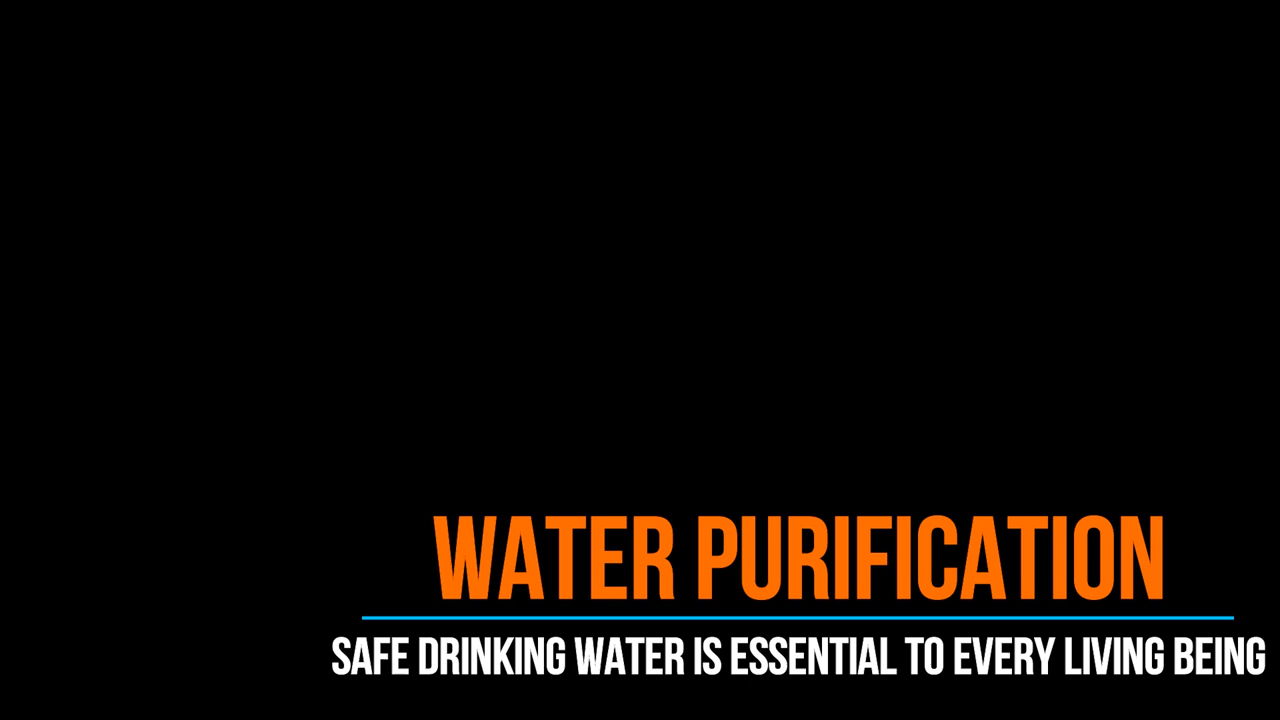 WATER PURIFICATION
SAFE DRINKING WATER IS ESSENTIAL TO EVERY LIVING BEING